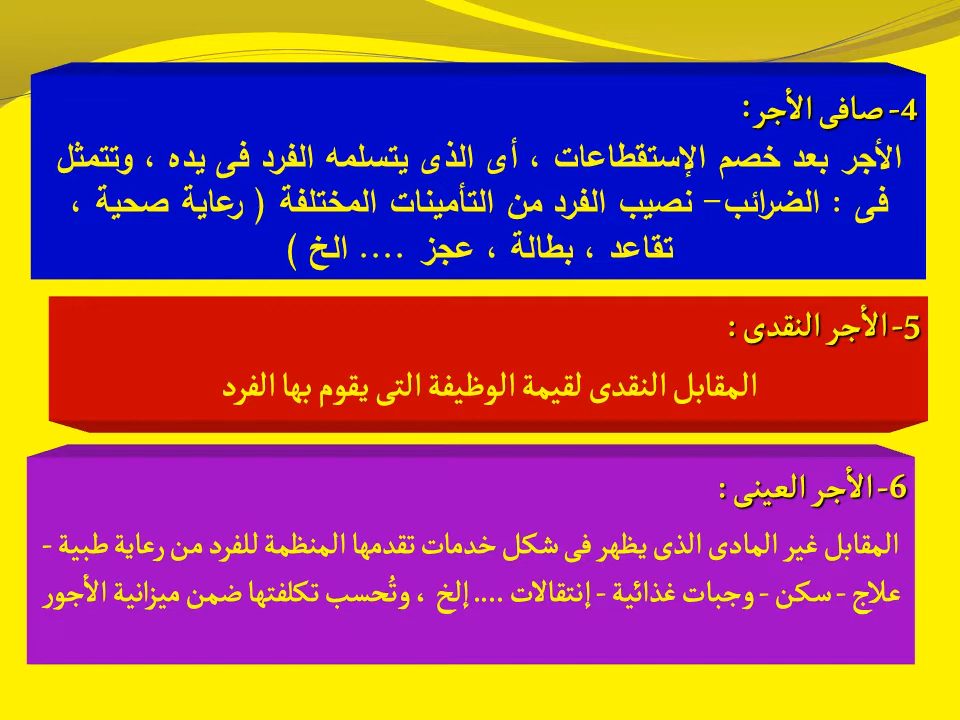 4- صافى الأجر:
الأجر بعد خصم الإستقطاعات ، أى الذى يتسلمه الفرد فى يده ، وتتمثل
فى : الضرائب- نصيب الفرد من التأمينات المختلفة ( رعاية صحية ،
تقاعد ، بطالة ، عجز .... الخ )
5- الأجر النقدى :
المقابل النقدى لقيمة الوظيفة التى يقوم بها الفرد
6- الأجر العينى :
المقابل غير المادى الذى يظهر فى شكل خدمات تقدمها المنظمة للفرد من رعاية طبية -
علاج - سكن - وجبات غذائية - إنتقالات .... إلخ ، وتُحسب تكلفتها ضمن ميزانية الأجور